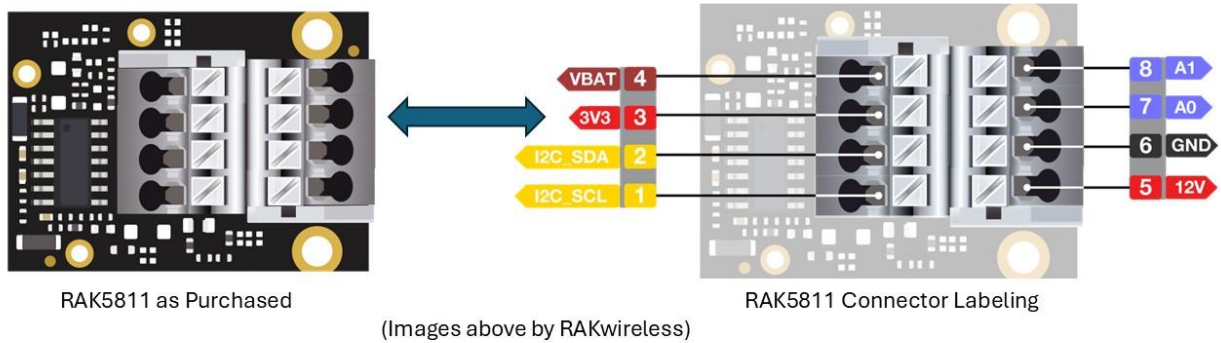 VBAT 4
3V3 3
I2C_SDA 2
I2C_SCL 1
8 A1
7 A0
6 GND
5 12V
RAK5811 as Purchased
RAK5811 Connector Labeling
(Images above by RAKwireless)